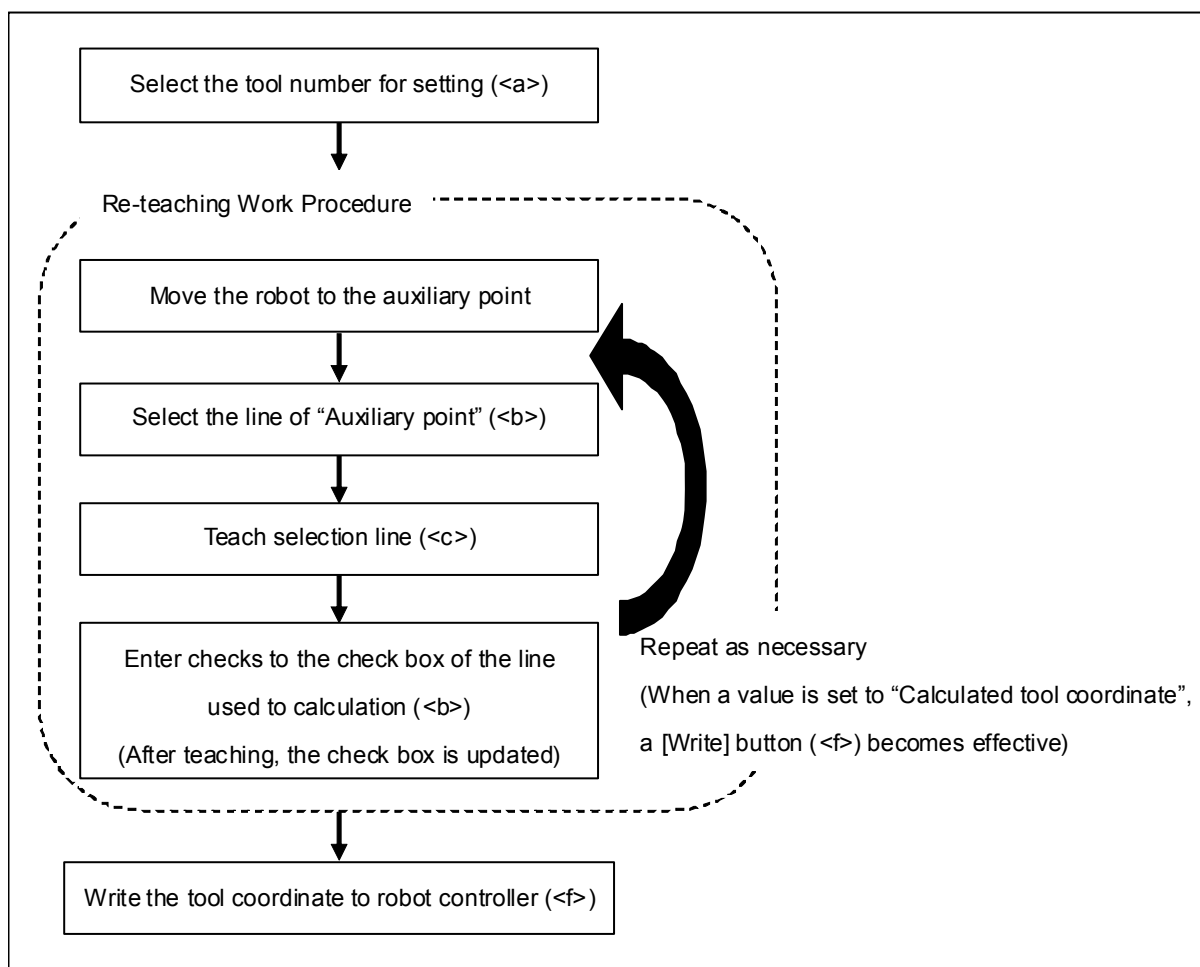 Select the tool number for setting (<a>)
Re-teaching Work Procedure
Move the robot to the auxiliary point
Select the line of “Auxiliary point” (<b>)
Teach selection line (<c>)
Enter checks to the check box of the line
used to calculation (<b>)
(After teaching, the check box is updated)
Repeat as necessary
(When a value is set to “Calculated tool coordinate”,
a [Write] button (<f>) becomes effective)
Write the tool coordinate to robot controller (<f>)